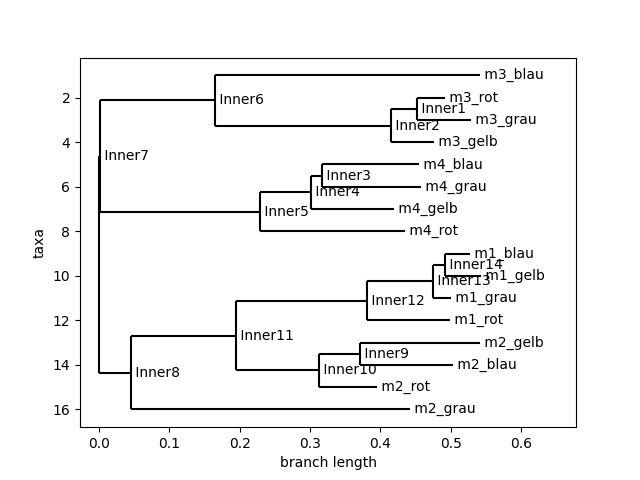 m3_blau
2
m3_rot
Inner6
Inner1
m3_grau
Inner2
4
m3_gelb
Inner7
m4_blau
Inner3
6
m4_grau
Inner4
m4_gelb
Inner5
8
m4_rot
taxa
m1_blau
Inner14
10
m1_gelb
Inner13
m1_grau
Inner12
12
m1_rot
Inner11
m2_gelb
Inner9
14
m2_blau
Inner10
Inner8
m2_rot
16
m2_grau
0.0 0.1 0.2 0.3 0.4 0.5 0.6
branch length